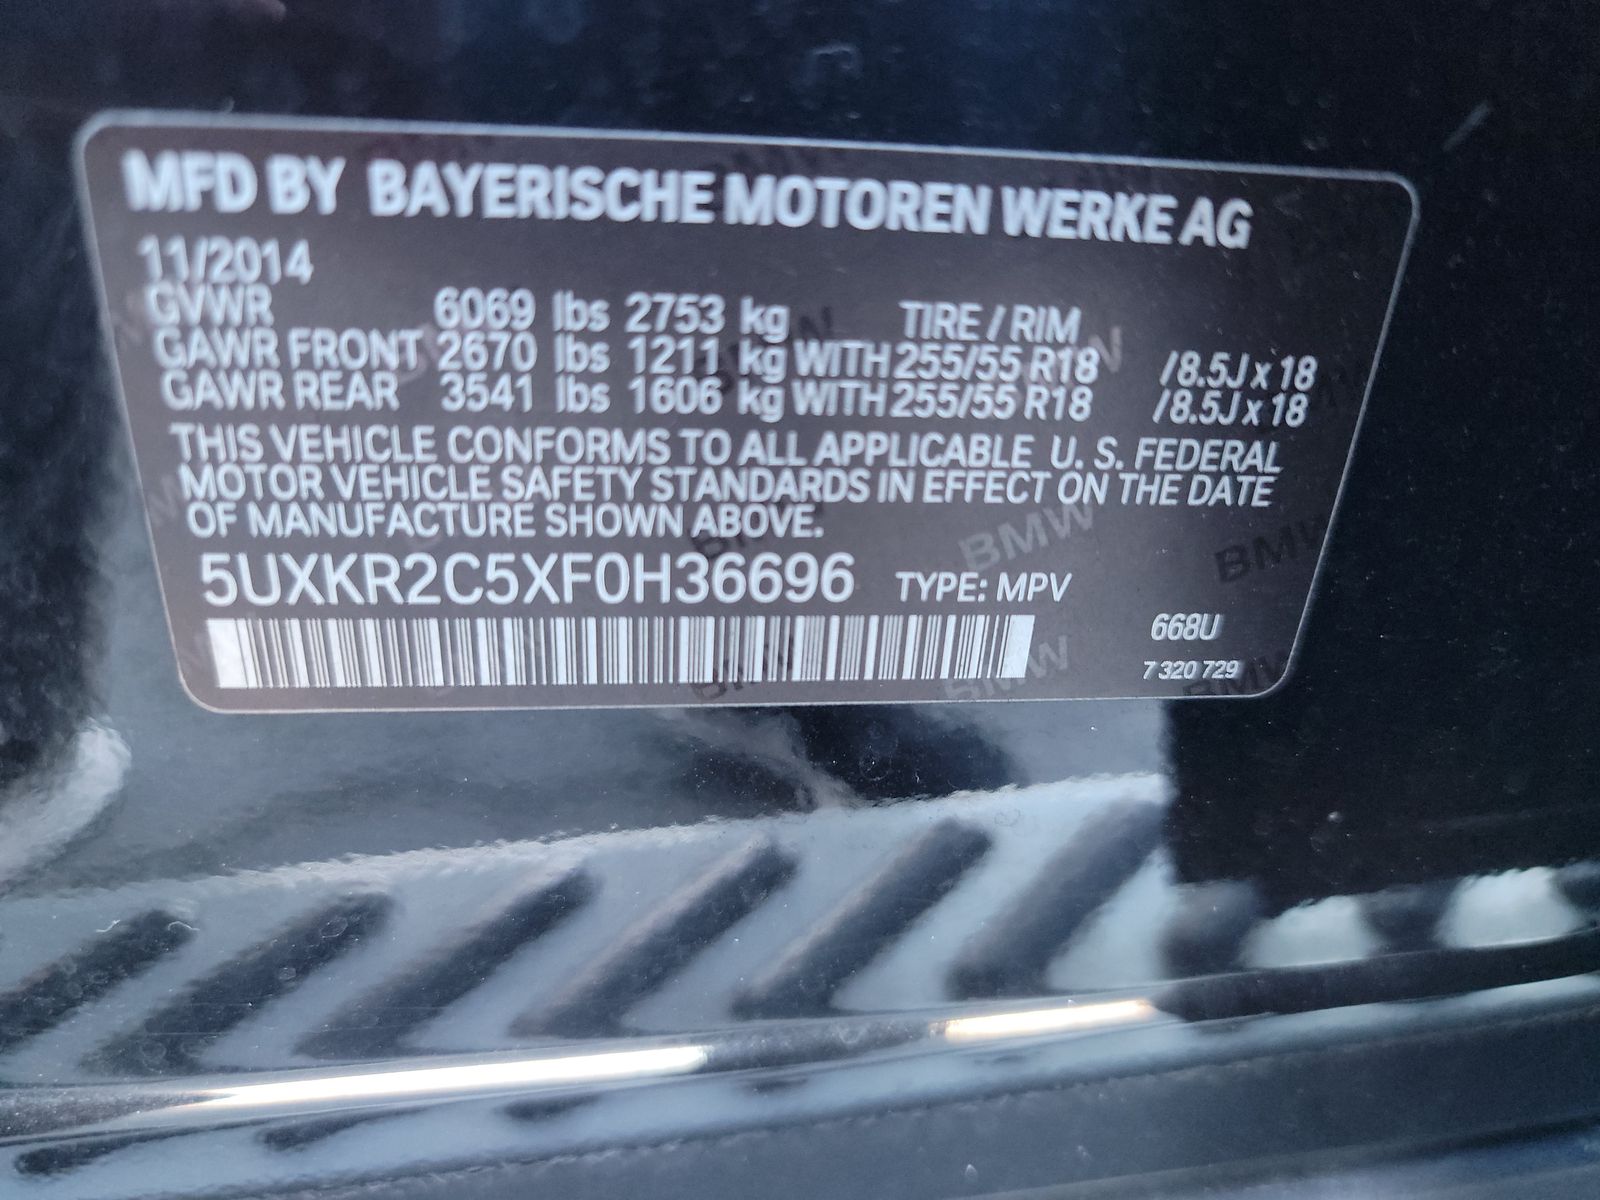 MFD BY BAYERISCHE MOTOREN WERKE AG
11/2014
GVWR 6069 lbs 2753 kg TIRE / RIM
GAWR FRONT 2670 lbs 1211 kg WITH 255/55 R18 /8.5J x 18
GAWR REAR 3541 lbs 1606 kg WITH 255/55 R18 /8.5J x 18
THIS VEHICLE CONFORMS TO ALL APPLICABLE U. S. FEDERAL
MOTOR VEHICLE SAFETY STANDARDS IN EFFECT ON THE DATE
OF MANUFACTURE SHOWN ABOVE.
5UXKR2C5XF0H36696 TYPE: MPV
668U
7 320 729